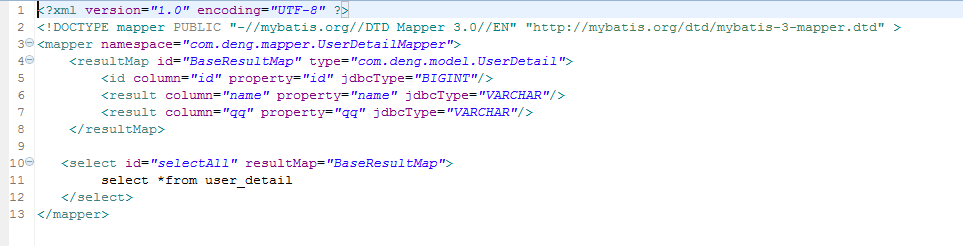 1 <?xml version="1.0" encoding="UTF-8" ?>
2 <!DOCTYPE mapper PUBLIC "-//mybatis.org//DTD Mapper 3.0//EN" "http://mybatis.org/dtd/mybatis-3-mapper.dtd" >
3 <mapper namespace="com.deng.mapper.UserDetailMapper">
4     <resultMap id="BaseResultMap" type="com.deng.model.UserDetail">
5         <id column="id" property="id" jdbcType="BIGINT"/>
6         <result column="name" property="name" jdbcType="VARCHAR"/>
7         <result column="qq" property="qq" jdbcType="VARCHAR"/>
8     </resultMap>
9
10    <select id="selectAll" resultMap="BaseResultMap">
11         select *from user_detail
12    </select>
13 </mapper>